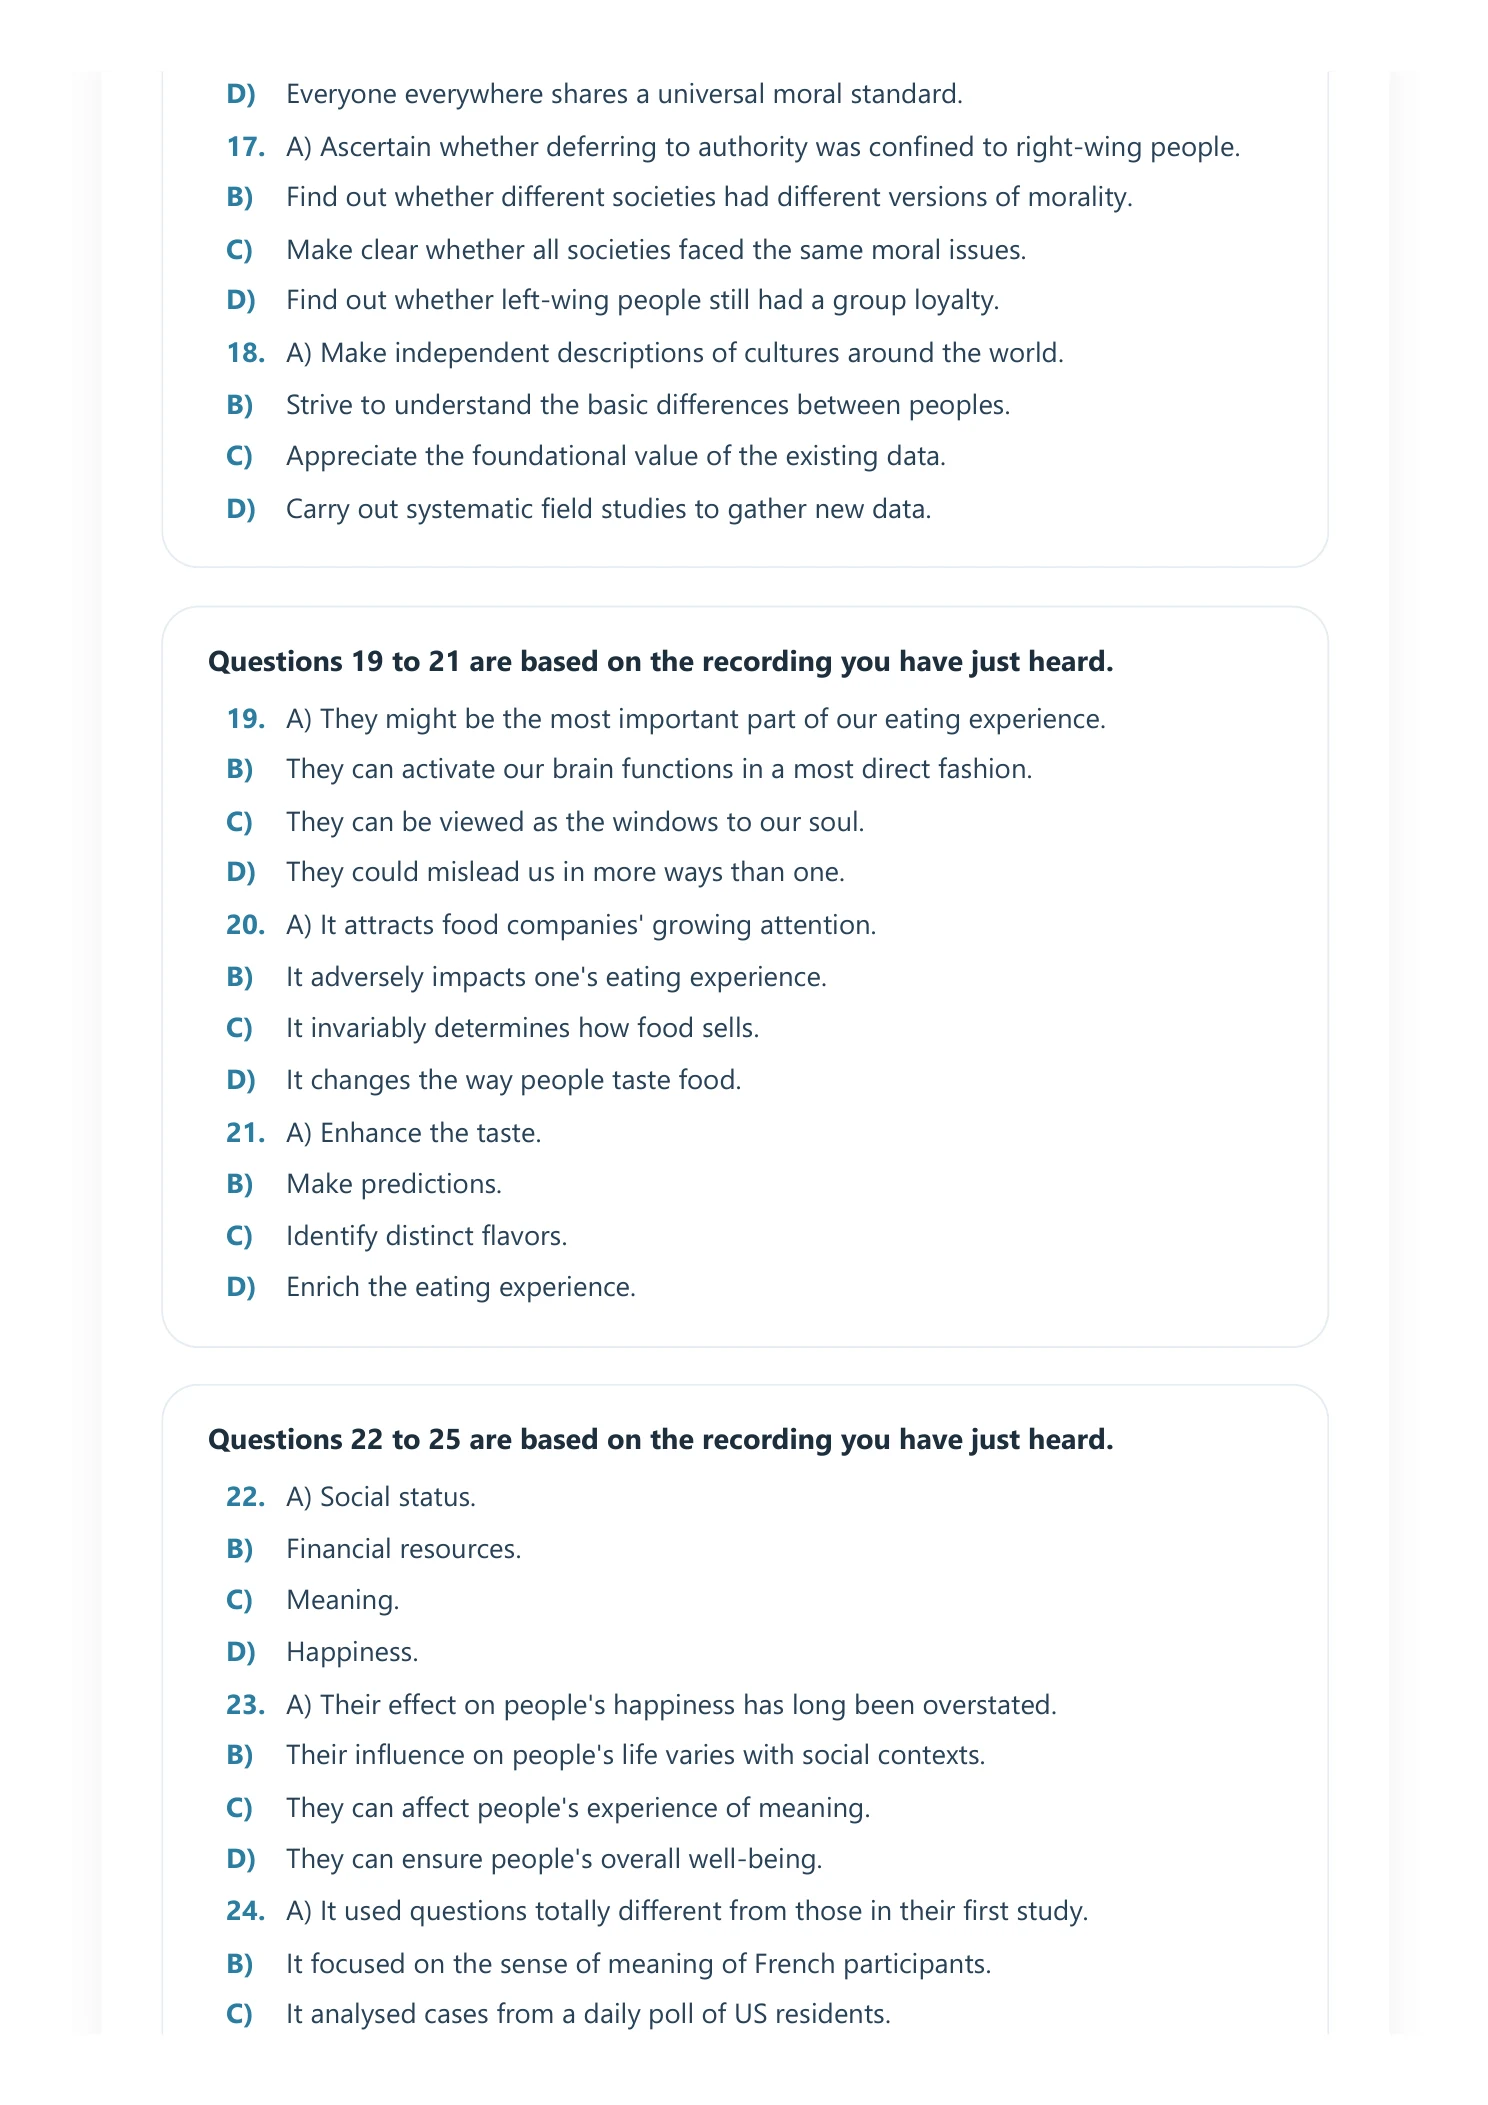 D) Everyone everywhere shares a universal moral standard.
17. A) Ascertain whether deferring to authority was confined to right-wing people.
B) Find out whether different societies had different versions of morality.
C) Make clear whether all societies faced the same moral issues.
D) Find out whether left-wing people still had a group loyalty.
18. A) Make independent descriptions of cultures around the world.
B) Strive to understand the basic differences between peoples.
C) Appreciate the foundational value of the existing data.
D) Carry out systematic field studies to gather new data.
Questions 19 to 21 are based on the recording you have just heard.
19. A) They might be the most important part of our eating experience.
B) They can activate our brain functions in a most direct fashion.
C) They can be viewed as the windows to our soul.
D) They could mislead us in more ways than one.
20. A) It attracts food companies' growing attention.
B) It adversely impacts one's eating experience.
C) It invariably determines how food sells.
D) It changes the way people taste food.
21. A) Enhance the taste.
B) Make predictions.
C) Identify distinct flavors.
D) Enrich the eating experience.
Questions 22 to 25 are based on the recording you have just heard.
22. A) Social status.
B) Financial resources.
C) Meaning.
D) Happiness.
23. A) Their effect on people's happiness has long been overstated.
B) Their influence on people's life varies with social contexts.
C) They can affect people's experience of meaning.
D) They can ensure people's overall well-being.
24. A) It used questions totally different from those in their first study.
B) It focused on the sense of meaning of French participants.
C) It analysed cases from a daily poll of US residents.